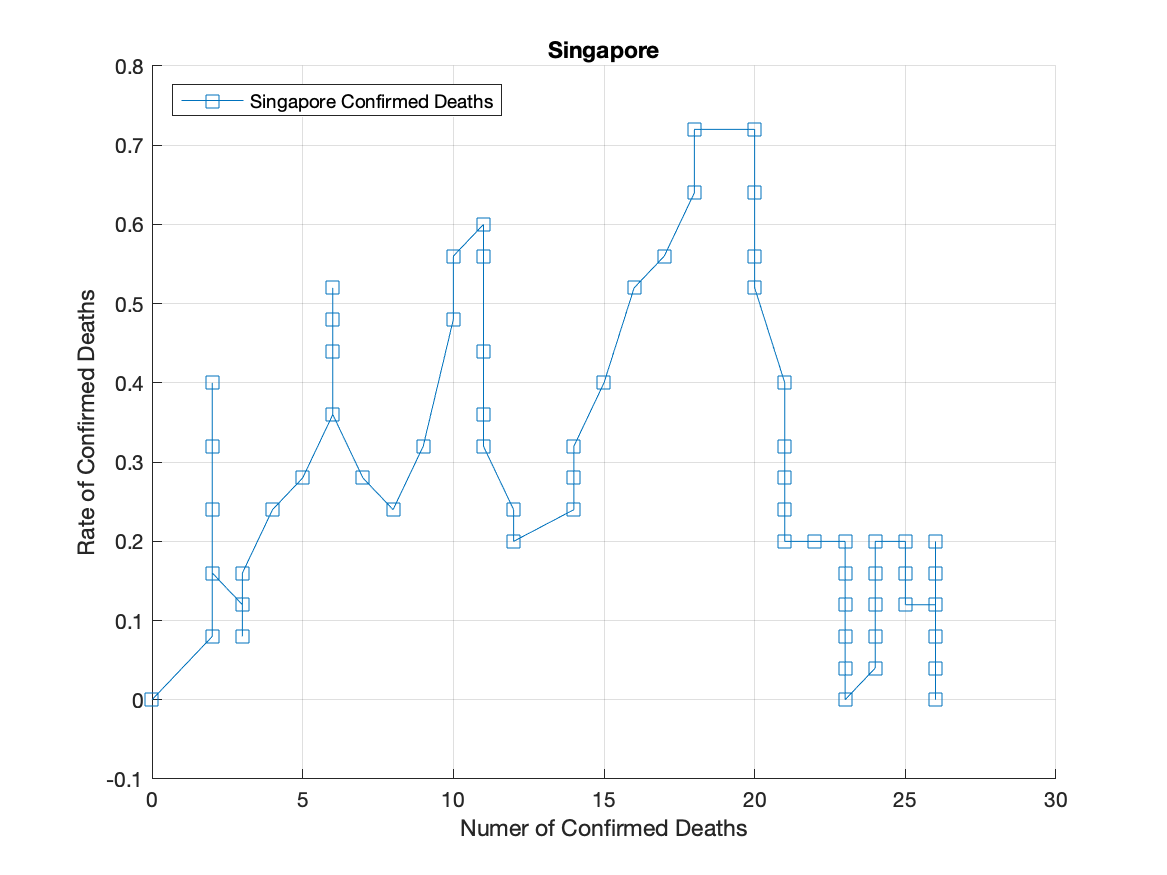 Singapore
Singapore Confirmed Deaths
0.8
0.7
0.6
0.5
0.4
0.3
0.2
0.1
0
-0.1
Rate of Confirmed Deaths
0 5 10 15 20 25 30
Numer of Confirmed Deaths